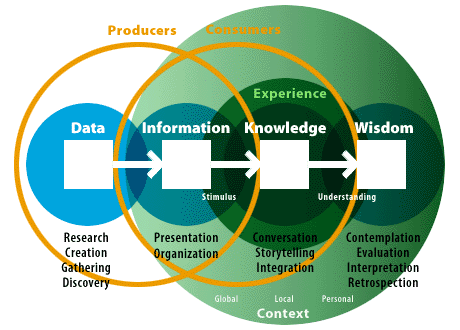 Producers
Consumers
Experience
Data
Information
Knowledge
Wisdom
Stimulus
Understanding
Research
Creation
Gathering
Discovery
Presentation
Organization
Conversation
Storytelling
Integration
Contemplation
Evaluation
Interpretation
Retrospection
Global
Local
Personal
Context